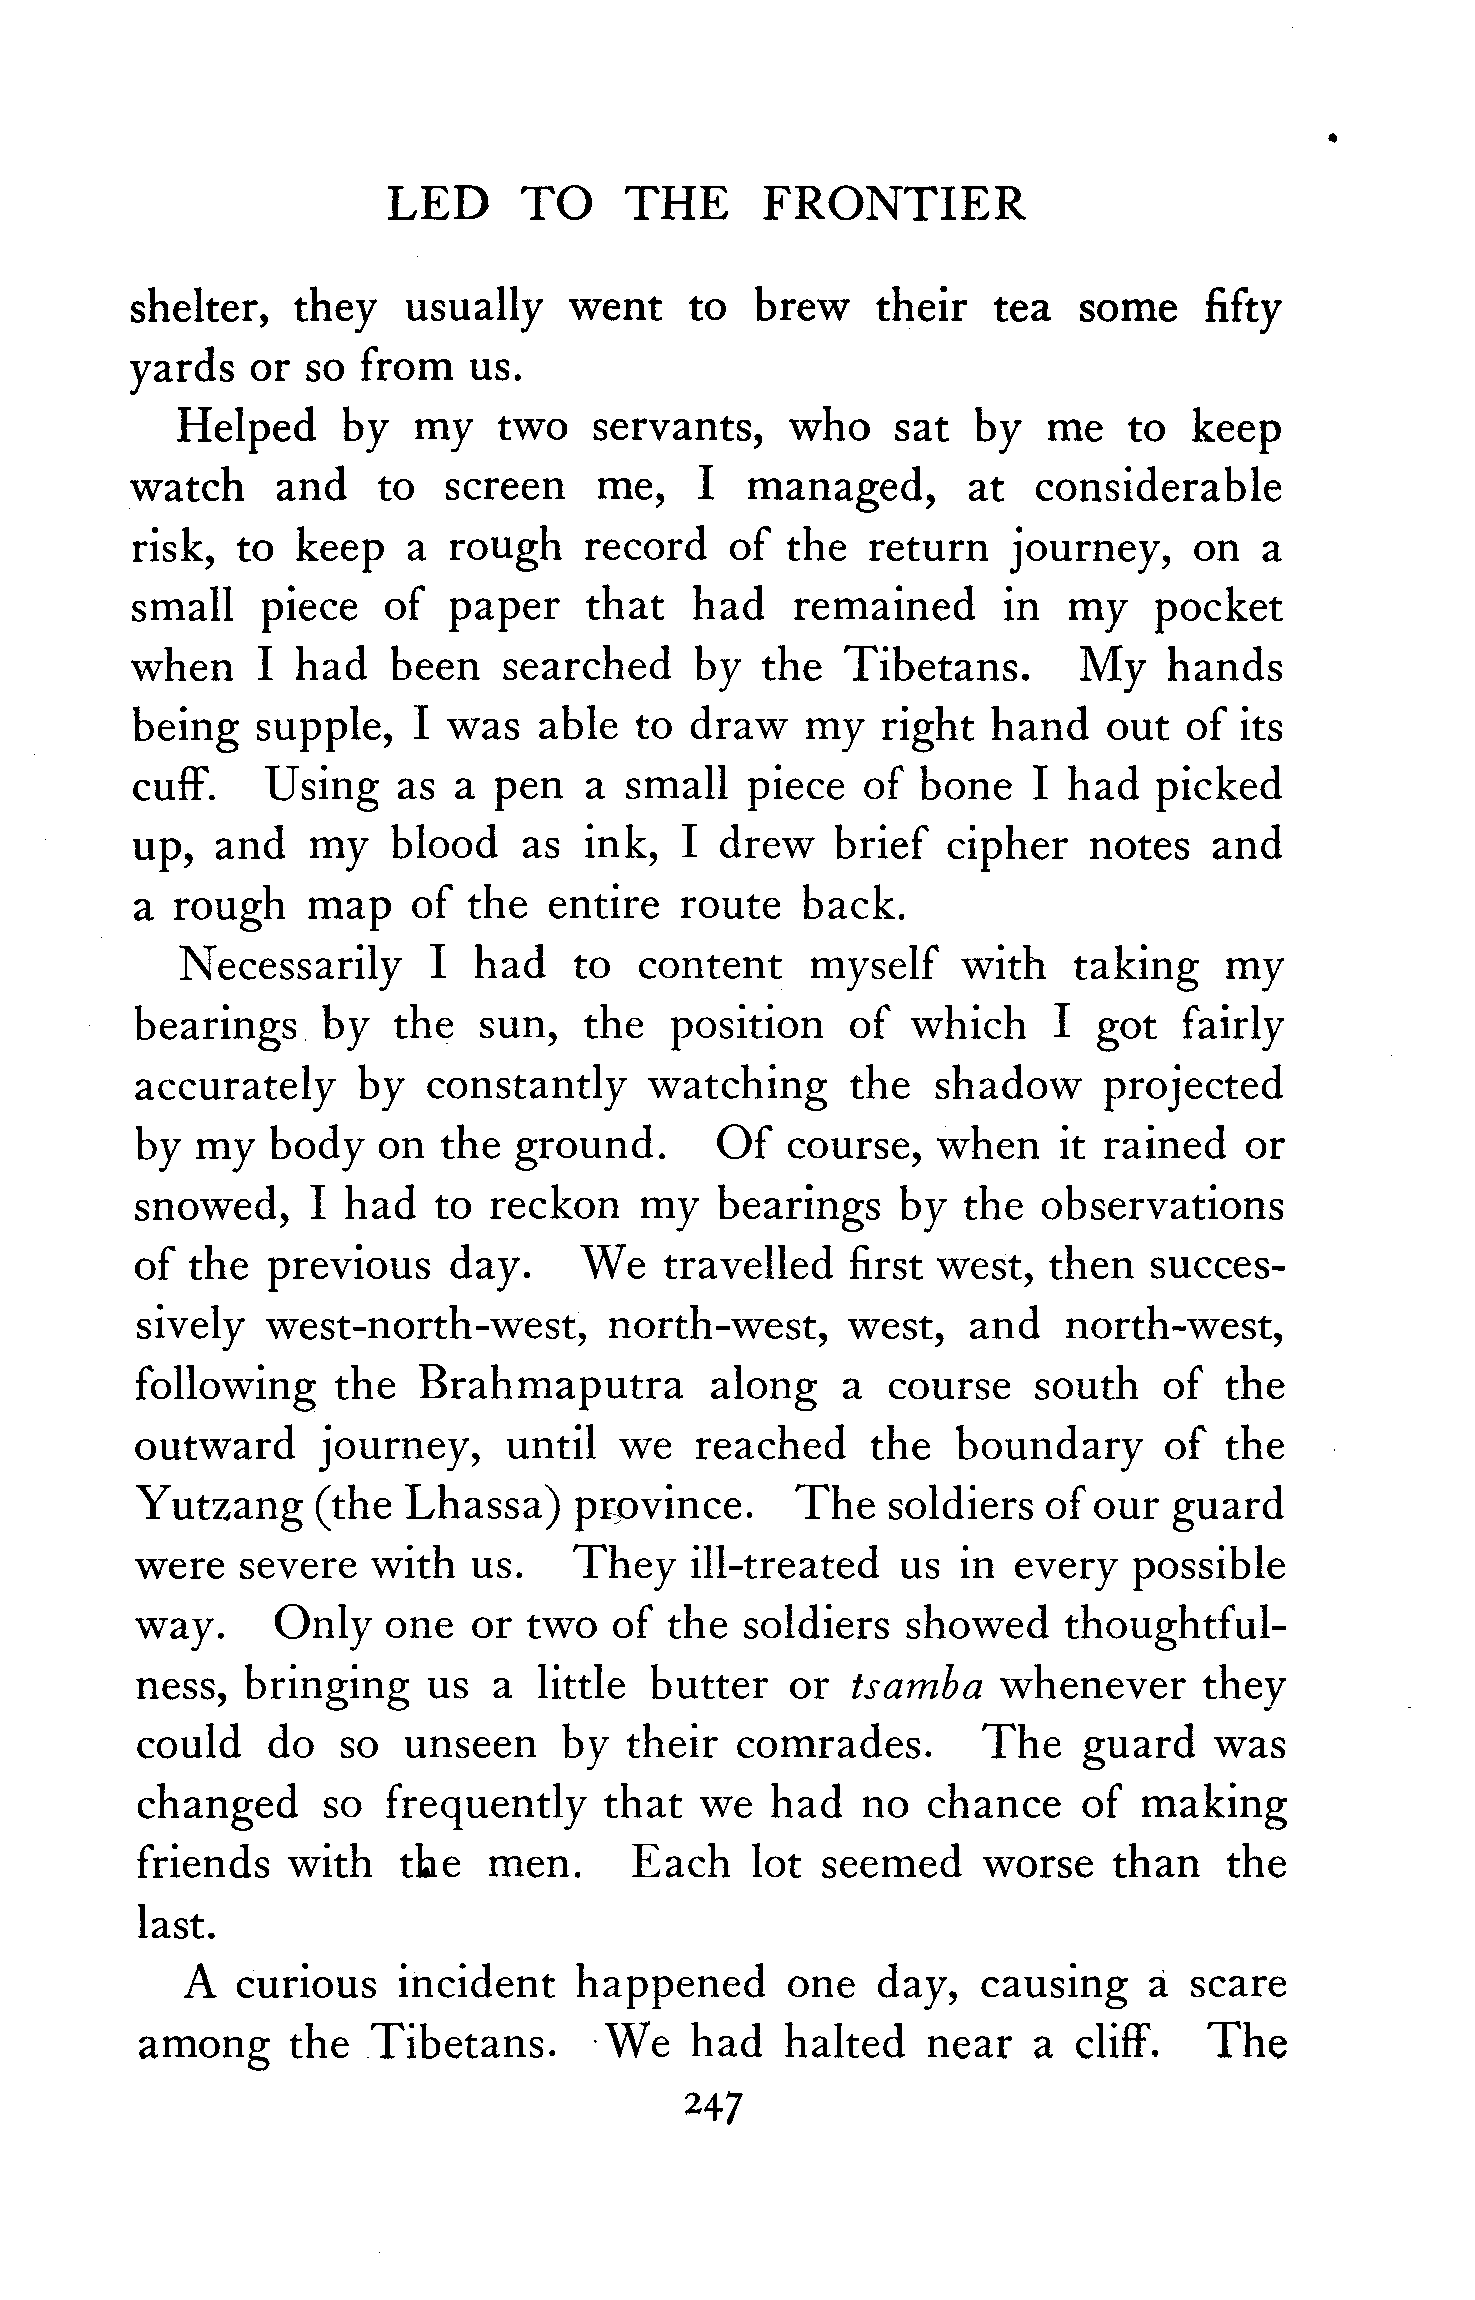 LED TO THE FRONTIER
shelter, they usually went to brew their tea some fifty
yards or so from us.
Helped by my two servants, who sat by me to keep
watch and to screen me, I managed, at considerable
risk, to keep a rough record of the return journey, on a
small piece of paper that had remained in my pocket
when I had been searched by the Tibetans. My hands
being supple, I was able to draw my right hand out of its
cuff. Using as a pen a small piece of bone I had picked
up, and my blood as ink, I drew brief cipher notes and
a rough map of the entire route back.
Necessarily I had to content myself with taking my
bearings by the sun, the position of which I got fairly
accurately by constantly watching the shadow projected
by my body on the ground. Of course, when it rained or
snowed, I had to reckon my bearings by the observations
of the previous day. We travelled first west, then succes-
sively west-north-west, north-west, west, and north-west,
following the Brahmaputra along a course south of the
outward journey, until we reached the boundary of the
Yutzang (the Lhassa) province. The soldiers of our guard
were severe with us. They ill-treated us in every possible
way. Only one or two of the soldiers showed thoughtful-
ness, bringing us a little butter or tsamba whenever they
could do so unseen by their comrades. The guard was
changed so frequently that we had no chance of making
friends with the men. Each lot seemed worse than the
last.
A curious incident happened one day, causing a scare
among the Tibetans. We had halted near a cliff. The
247